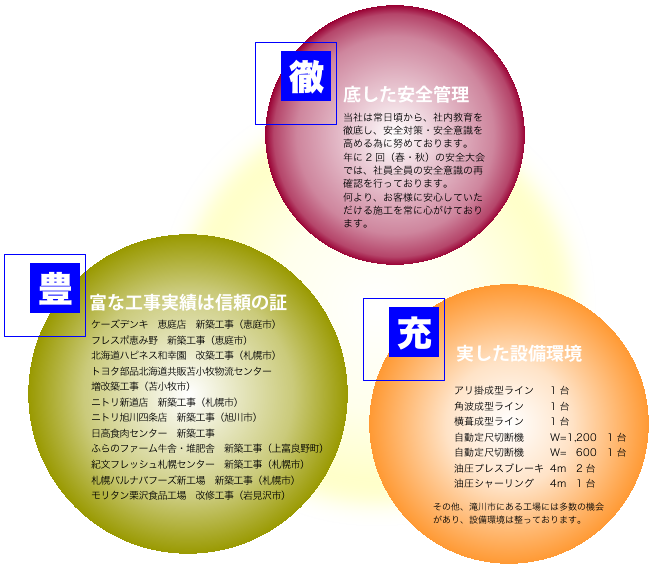 徹
底した安全管理
当社は常日頃から、社内教育を
徹底し、安全対策・安全意識を
高める為に努めております。
年に２回（春・秋）の安全大会
では、社員全員の安全意識の再
確認を行っております。
何より、お客様に安心していた
だける施工を常に心がけており
ます。
豊
富な工事実績は信頼の証
ケーズデンキ　恵庭店　新築工事（恵庭市）
フレスポ恵み野　新築工事（恵庭市）
北海道ハピネス和幸園　改築工事（札幌市）
トヨタ部品北海道共販苫小牧物流センター
増改築工事（苫小牧市）
ニトリ新道店　新築工事（札幌市）
ニトリ旭川四条店　新築工事（旭川市）
日高食肉センター　新築工事
ふらのファーム牛舎・堆肥舎　新築工事（上富良野町）
紀文フレッシュ札幌センター　新築工事（札幌市）
札幌バルナバフーズ新工場　新築工事（札幌市）
モリタン栗沢食品工場　改修工事（岩見沢市）
充
実した設備環境
アリ掛成型ライン　１台
角波成型ライン　１台
横葺成型ライン　１台
自動定尺切断機　W=1,200　１台
自動定尺切断機　W=　600　１台
油圧プレスブレーキ　4m　２台
油圧シャーリング　4m　１台
その他、滝川市にある工場には多数の機会
があり、設備環境は整っております。